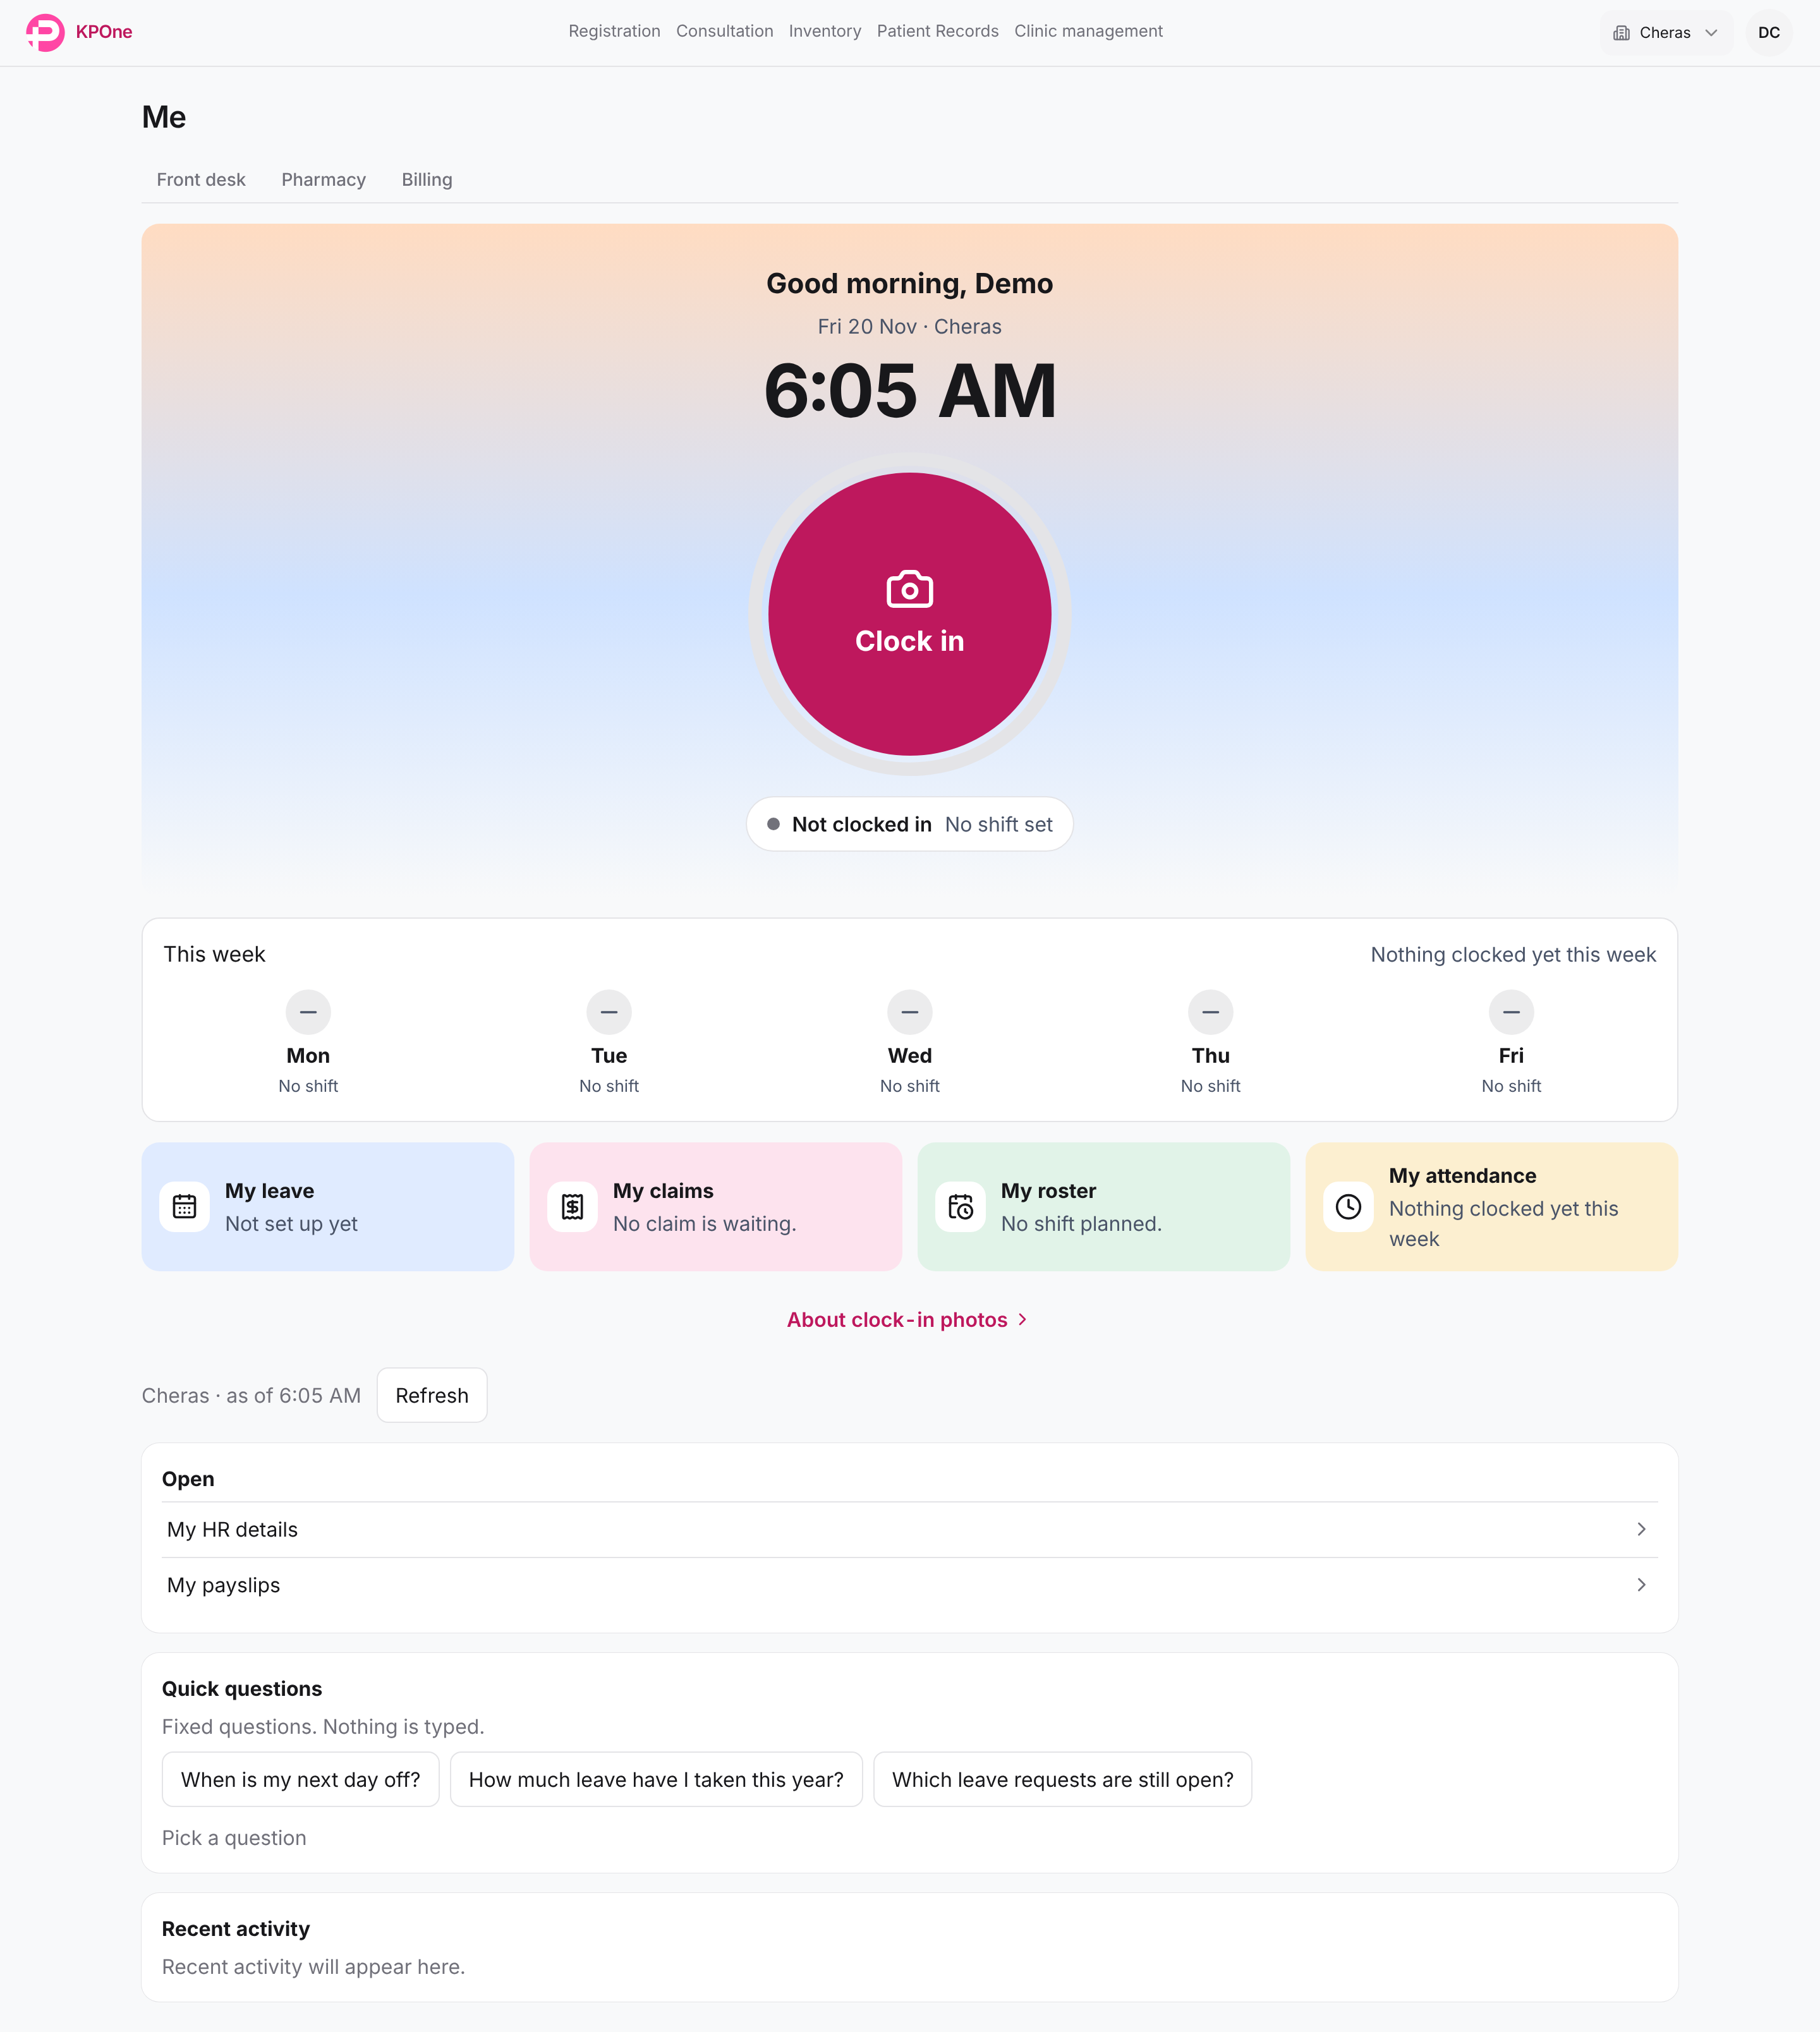 KPOne
Registration Consultation Inventory Patient Records Clinic management
Cheras
DC
Me
Front desk Pharmacy Billing
Good morning, Demo
Fri 20 Nov · Cheras
6:05 AM
Clock in
Not clocked in No shift set
This week
Nothing clocked yet this week
Mon Tue Wed Thu Fri
No shift No shift No shift No shift No shift
My leave
Not set up yet
My claims
No claim is waiting.
My roster
No shift planned.
My attendance
Nothing clocked yet this
week
About clock-in photos
Cheras · as of 6:05 AM Refresh
Open
My HR details
My payslips
Quick questions
Fixed questions. Nothing is typed.
When is my next day off? How much leave have I taken this year? Which leave requests are still open?
Pick a question
Recent activity
Recent activity will appear here.